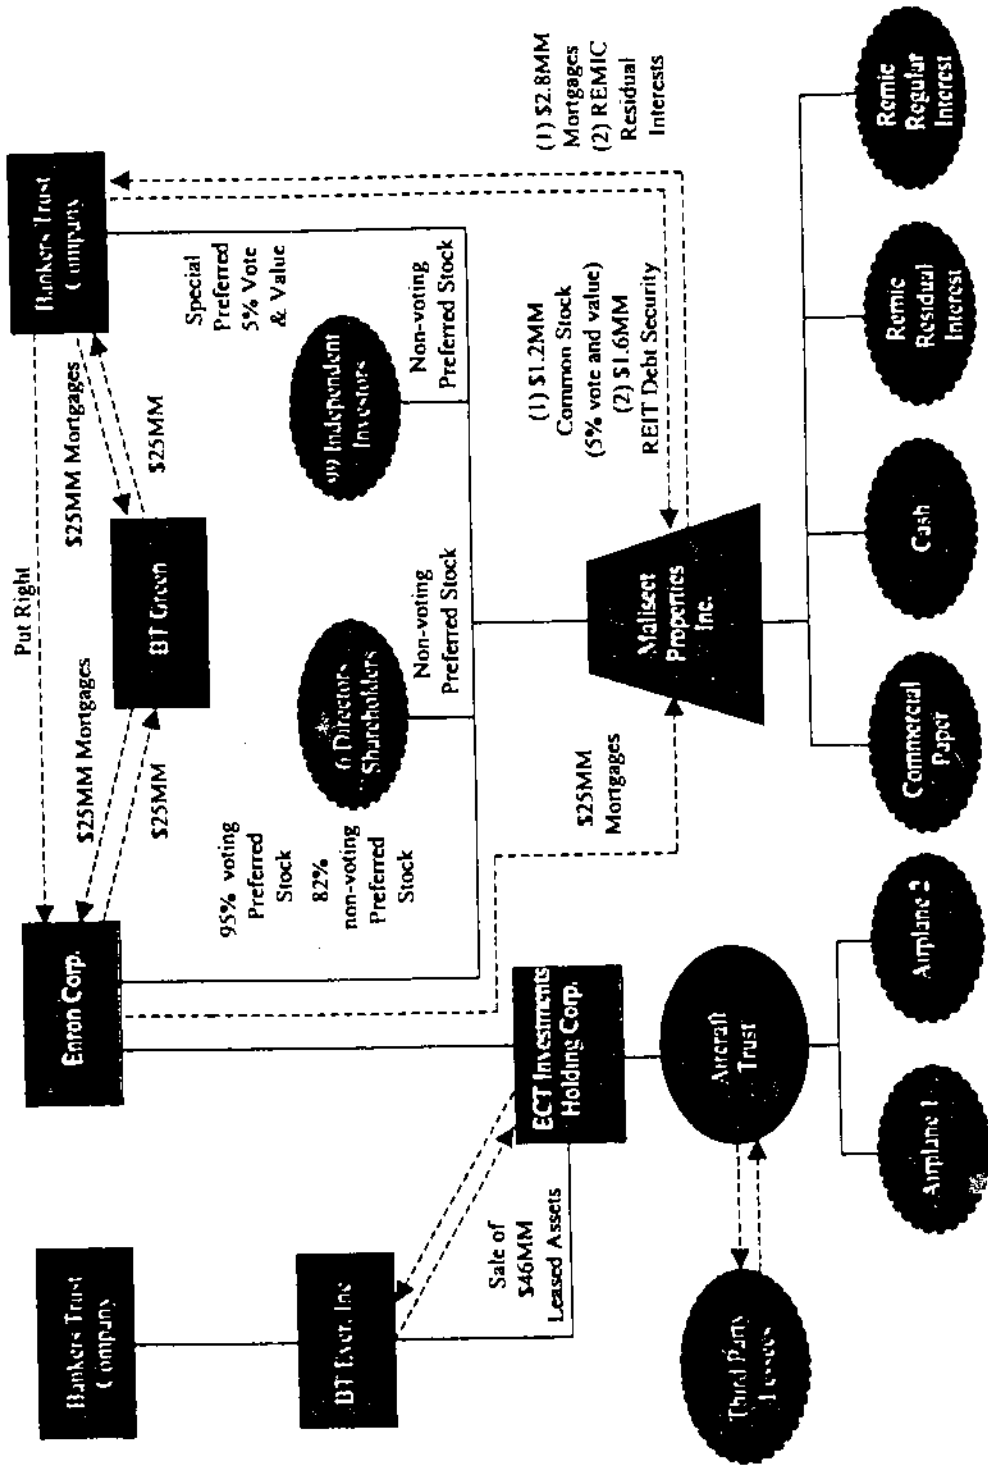 Bankers Trust
Company
Enron Corp.
Bankers Trust
Company
Put Right
$25MM Mortgages
$25MM
$25MM Mortgages
$25MM
BT Green
BT Ever, Inc
Sale of
$46MM
Leased Assets
ECT Investments
Holding Corp.
95% voting
Preferred
Stock
82%
non-voting
Preferred
Stock
6 Director
Shareholders
Non-voting
Preferred Stock
99 Independent
Investors
Non-voting
Preferred Stock
Special
Preferred
5% Vote
& Value
$25MM
Mortgages
(1) $1.2MM
Common Stock
(5% vote and value)
(2) $1.6MM
REIT Debt Security
(1) $2.8MM
Mortgages
(2) REMIC
Residual
Interests
Third Party
Lessees
Aircraft
Trust
Maliseet
Properties
Inc.
Airplane 1
Airplane 2
Commercial
Paper
Cash
Remic
Residual
Interest
Remic
Regular
Interest